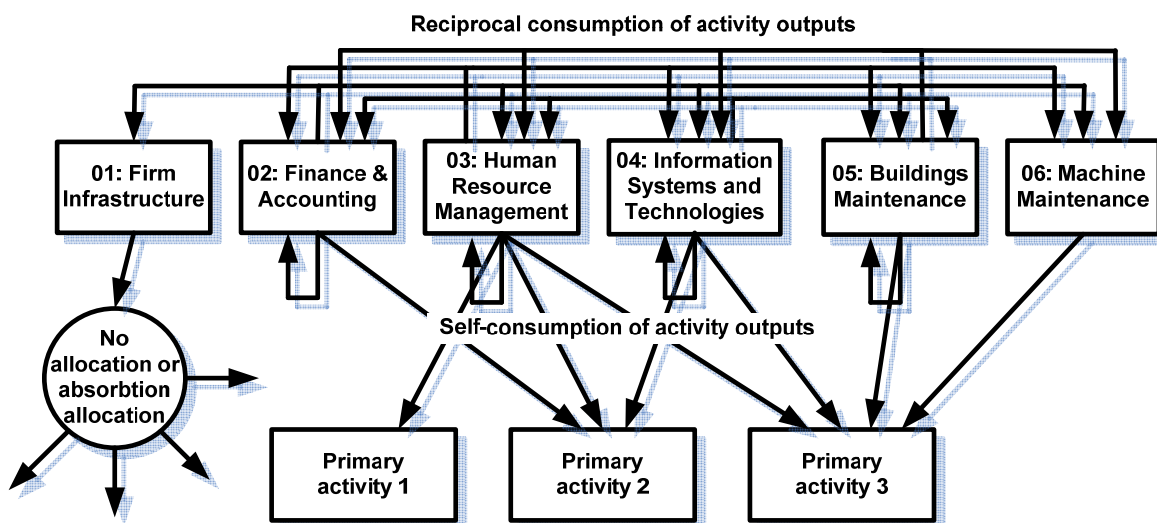 Reciprocal consumption of activity outputs
01: Firm
Infrastructure
02: Finance &
Accounting
03: Human
Resource
Management
04: Information
Systems and
Technologies
05: Buildings
Maintenance
06: Machine
Maintenance
Self-consumption of activity outputs
No
allocation or
absorbtion
allocation
Primary
activity 1
Primary
activity 2
Primary
activity 3